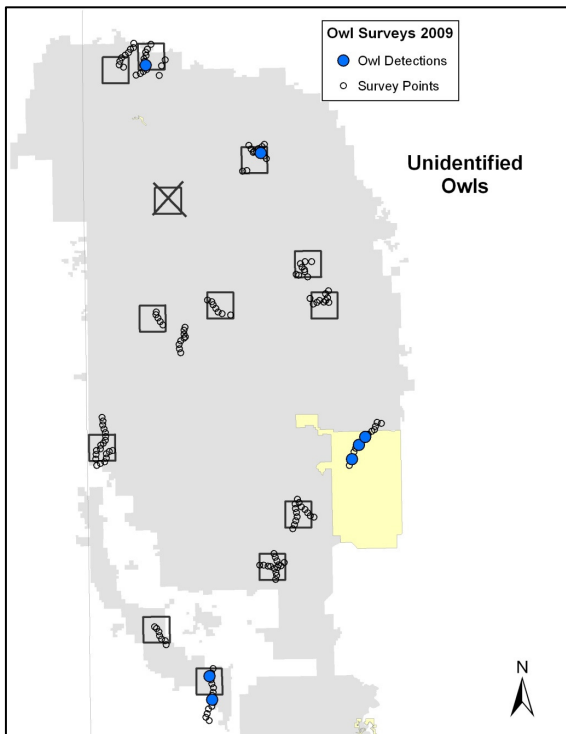 Owl Surveys 2009
Owl Detections
Survey Points
Unidentified
Owls
N